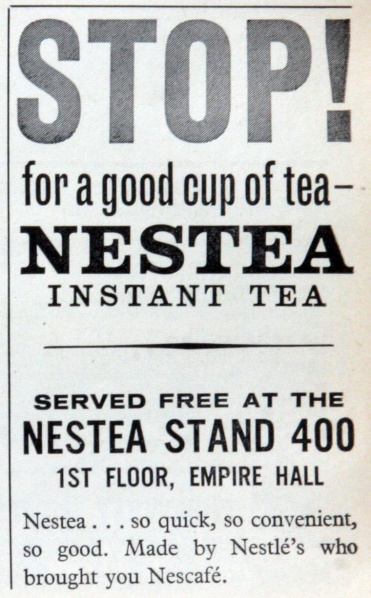 STOP!
for a good cup of tea—
NESTEA
INSTANT TEA
SERVED FREE AT THE
NESTEA STAND 400
1ST FLOOR, EMPIRE HALL
Nestea . . . so quick, so convenient,
so good. Made by Nestlé's who
brought you Nescafé.